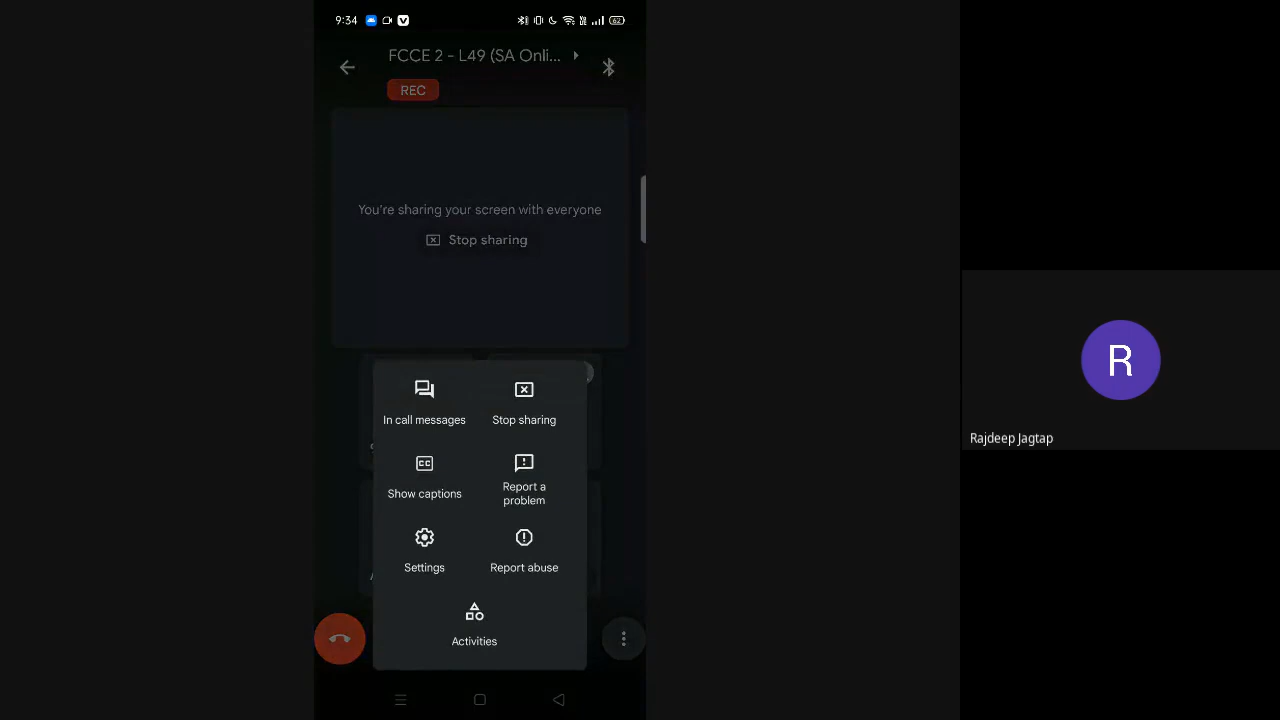 9:34
62
FCCE 2 - L49 (SA Onli...
REC
You're sharing your screen with everyone
Stop sharing
In call messages
Stop sharing
Show captions
Report a
problem
Settings
Report abuse
Activities
R
Rajdeep Jagtap